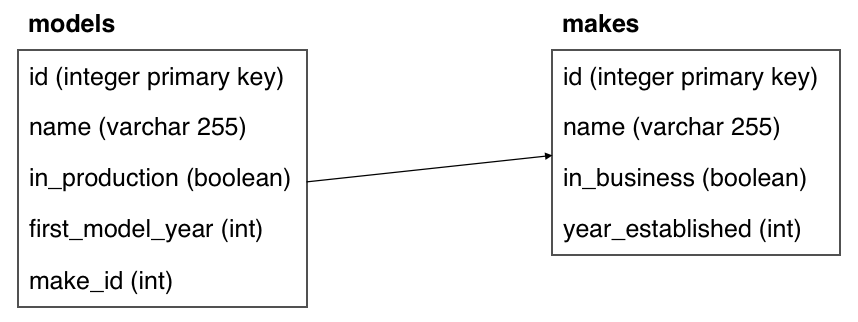 models
id (integer primary key)
name (varchar 255)
in_production (boolean)
first_model_year (int)
make_id (int)
makes
id (integer primary key)
name (varchar 255)
in_business (boolean)
year_established (int)